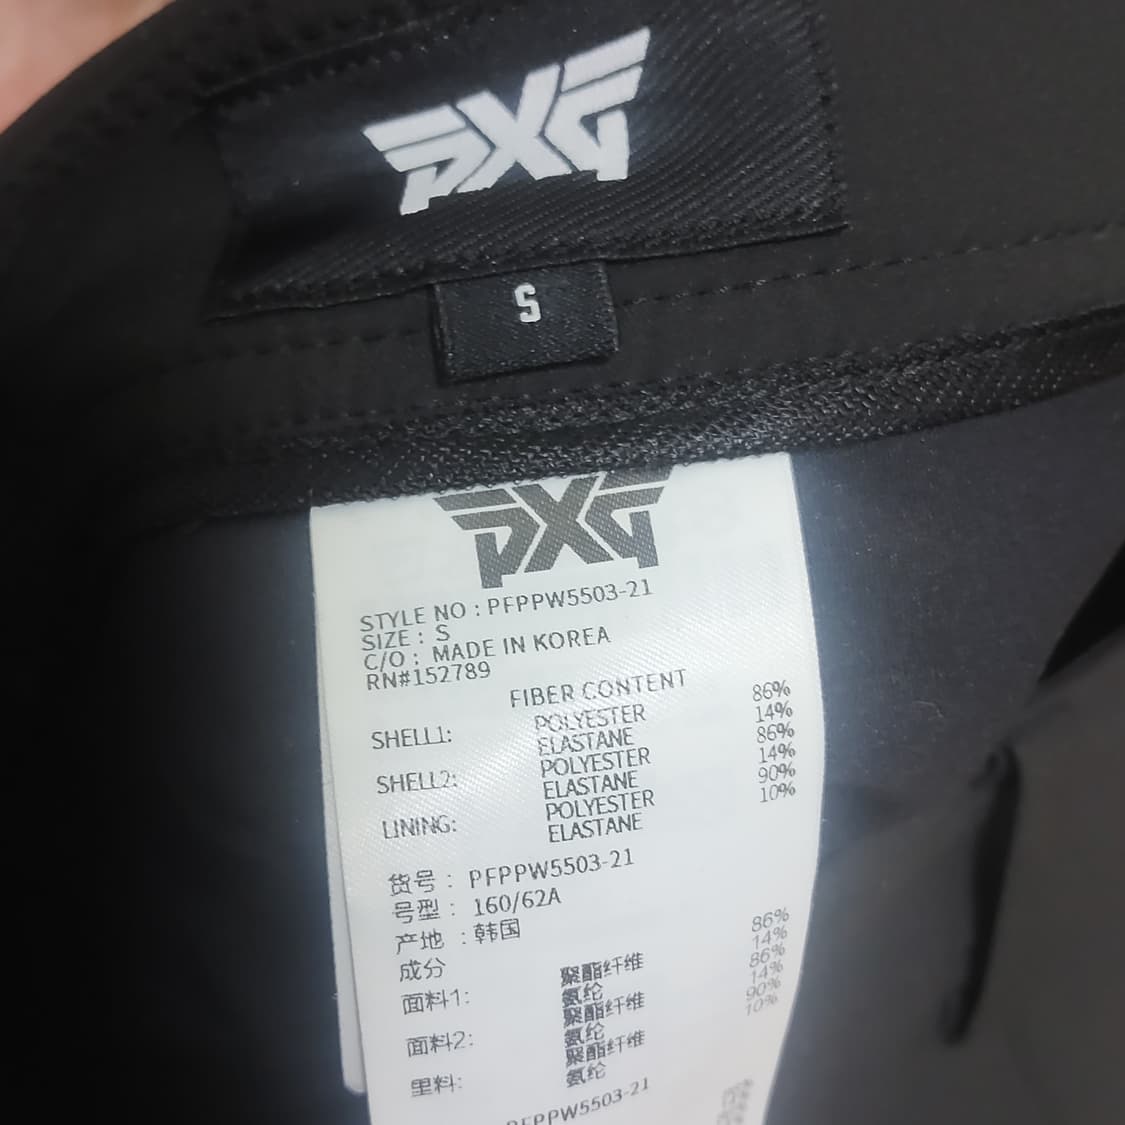 PXG
S
PXG
STYLE NO : PFPPW5503-21
SIZE : S
C/O : MADE IN KOREA
RN#152789
FIBER CONTENT
SHELL1: POLYESTER 86%
ELASTANE 14%
SHELL2: POLYESTER 86%
ELASTANE 14%
LINING: POLYESTER 90%
ELASTANE 10%
货号 : PFPPW5503-21
号型 : 160/62A
产地 : 韩国
成分
面料1: 聚酯纤维 86%
氨纶 14%
面料2: 聚酯纤维 86%
氨纶 14%
里料: 聚酯纤维 90%
氨纶 10%
PFPPW5503-21